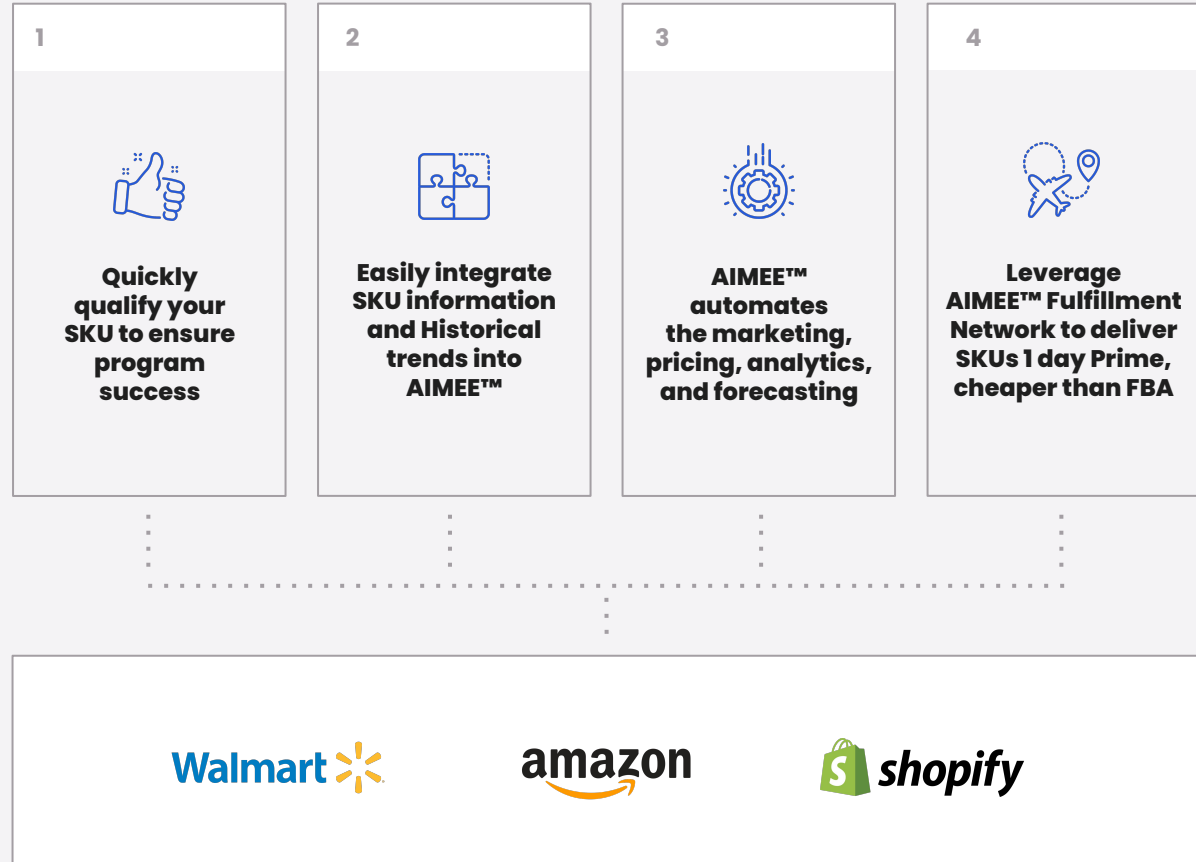 1
Quickly
qualify your
SKU to ensure
program
success
2
Easily integrate
SKU information
and Historical
trends into
AIMEE™
3
AIMEE™
automates
the marketing,
pricing, analytics,
and forecasting
4
Leverage
AIMEE™ Fulfillment
Network to deliver
SKUs 1 day Prime,
cheaper than FBA
Walmart
amazon
shopify